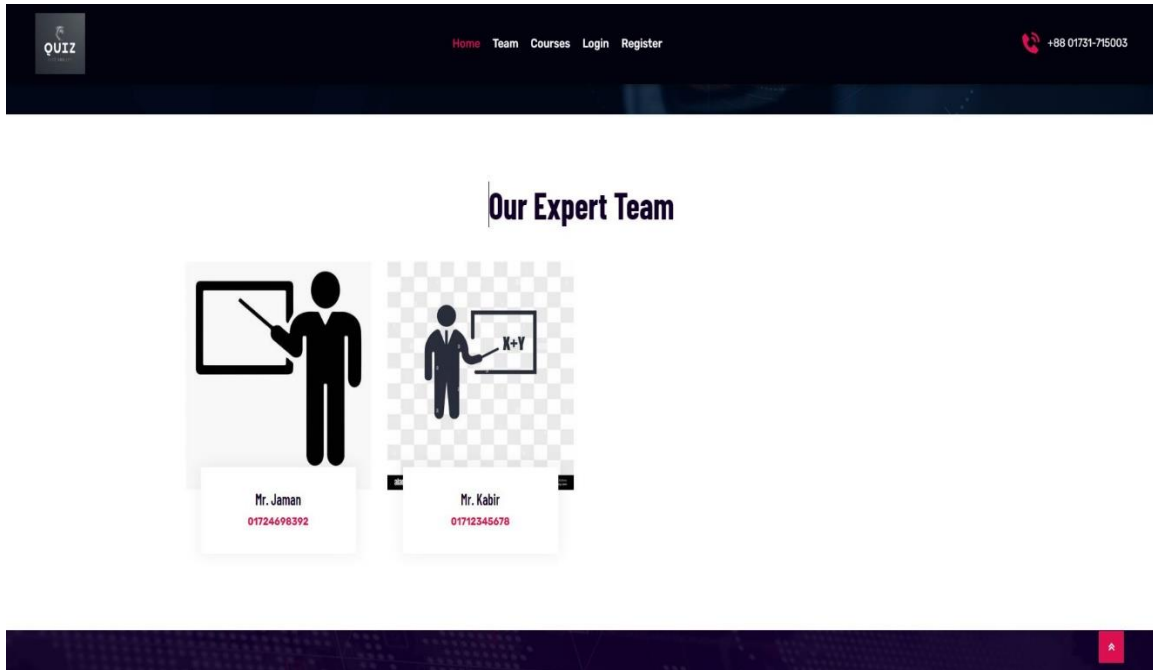 QUIZ
Home Team Courses Login Register
+88 01731-715003
Our Expert Team
X+Y
Mr. Jaman
01724698392
Mr. Kabir
01712345678